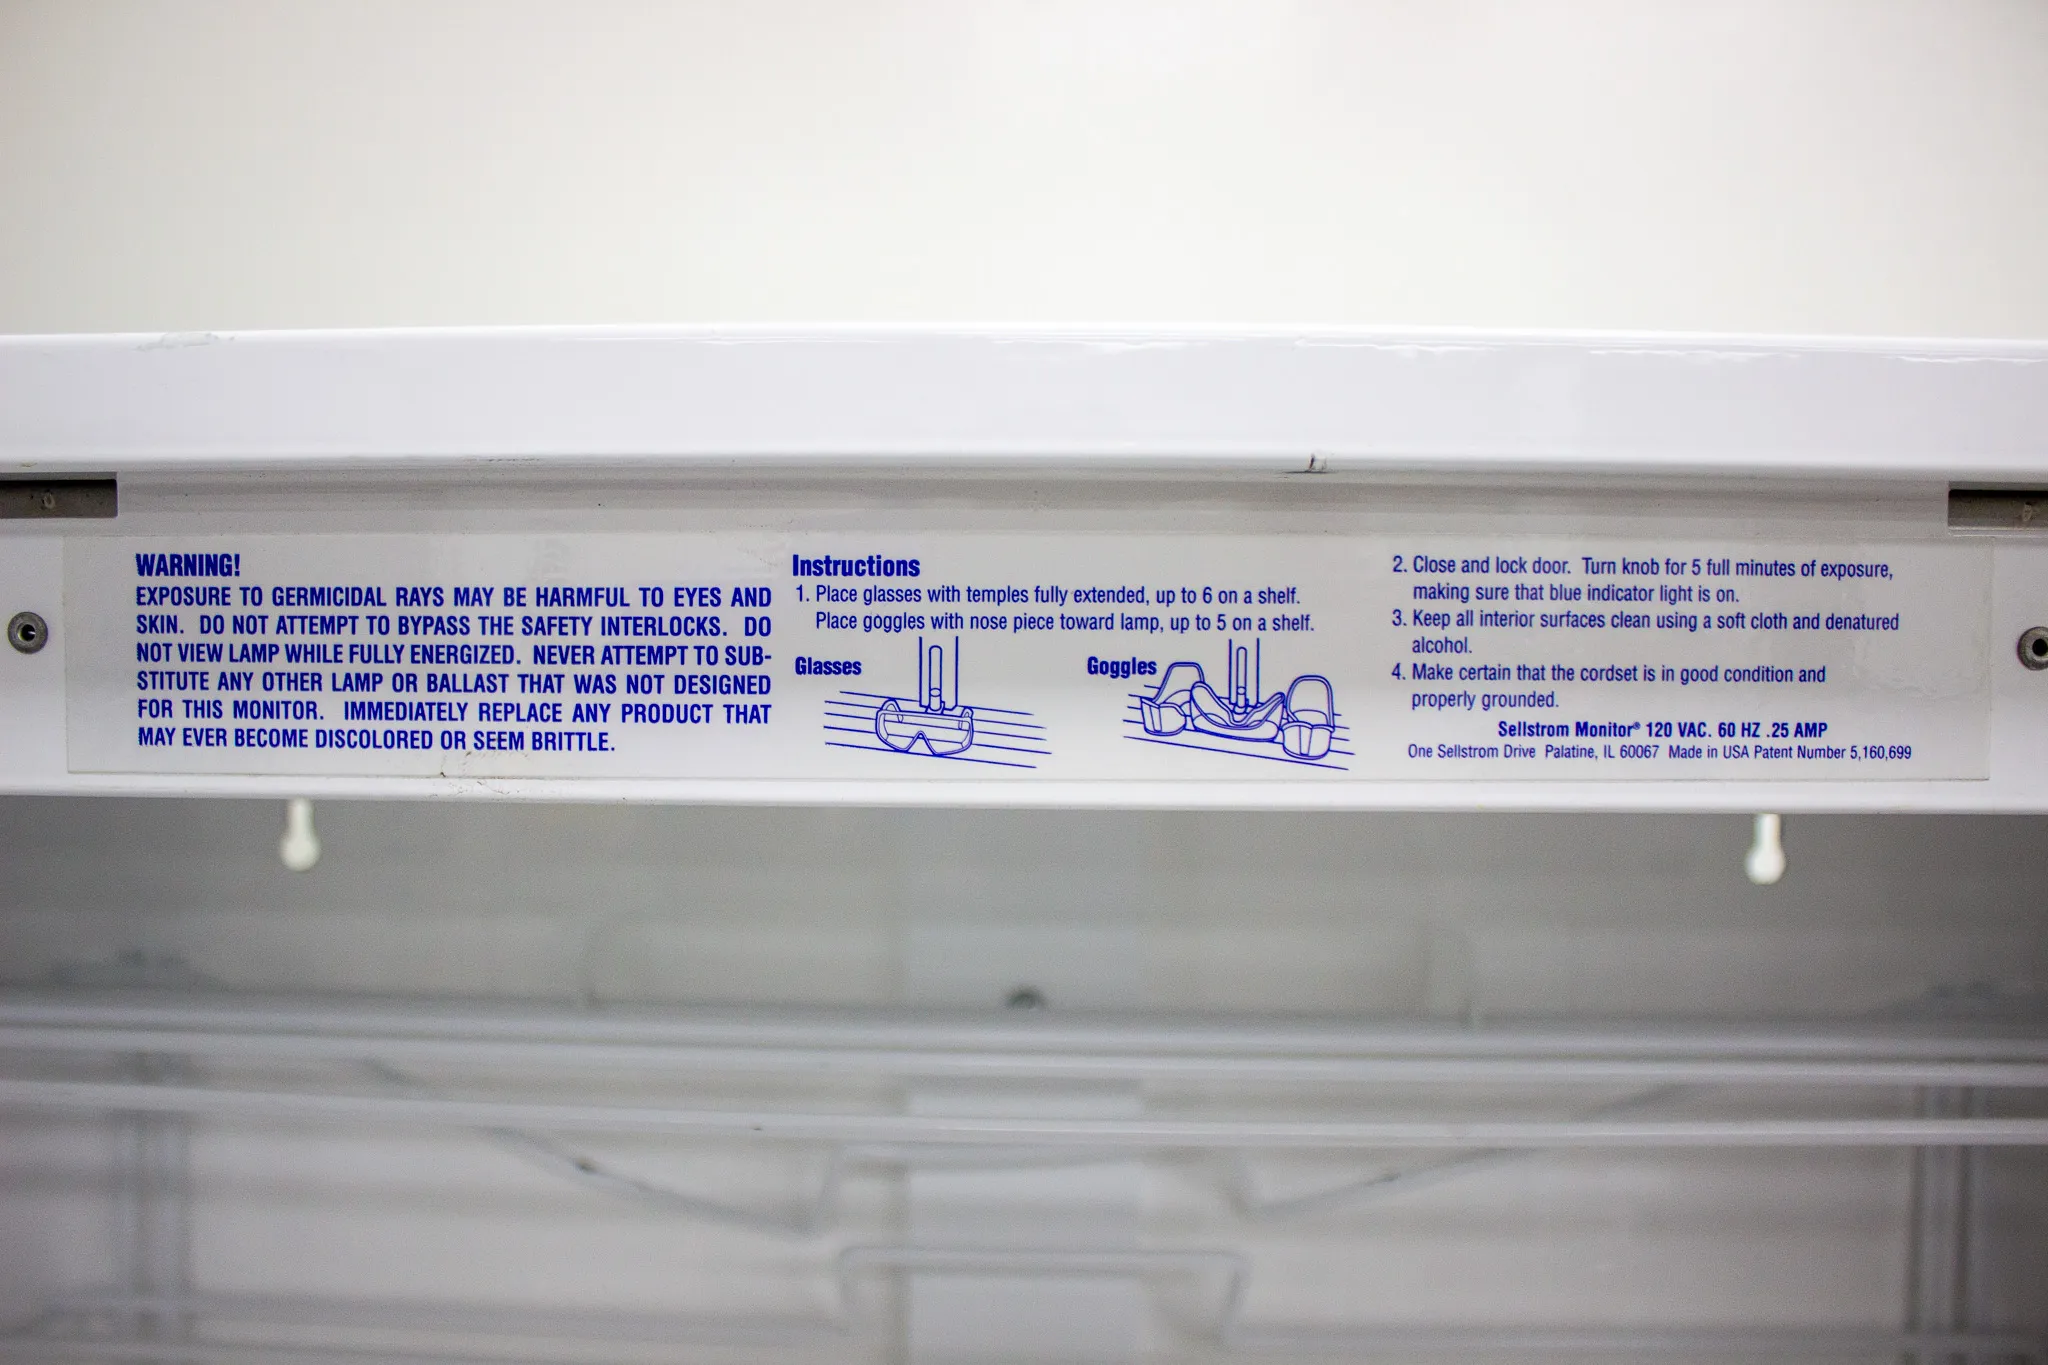 WARNING!
EXPOSURE TO GERMICIDAL RAYS MAY BE HARMFUL TO EYES AND
SKIN. DO NOT ATTEMPT TO BYPASS THE SAFETY INTERLOCKS. DO
NOT VIEW LAMP WHILE FULLY ENERGIZED. NEVER ATTEMPT TO SUB-
STITUTE ANY OTHER LAMP OR BALLAST THAT WAS NOT DESIGNED
FOR THIS MONITOR. IMMEDIATELY REPLACE ANY PRODUCT THAT
MAY EVER BECOME DISCOLORED OR SEEM BRITTLE.
Instructions
1. Place glasses with temples fully extended, up to 6 on a shelf.
Place goggles with nose piece toward lamp, up to 5 on a shelf.
Glasses
Goggles
2. Close and lock door. Turn knob for 5 full minutes of exposure,
making sure that blue indicator light is on.
3. Keep all interior surfaces clean using a soft cloth and denatured
alcohol.
4. Make certain that the cordset is in good condition and
properly grounded.
Sellstrom Monitor® 120 VAC. 60 HZ .25 AMP
One Sellstrom Drive Palatine, IL 60067 Made in USA Patent Number 5,160,699